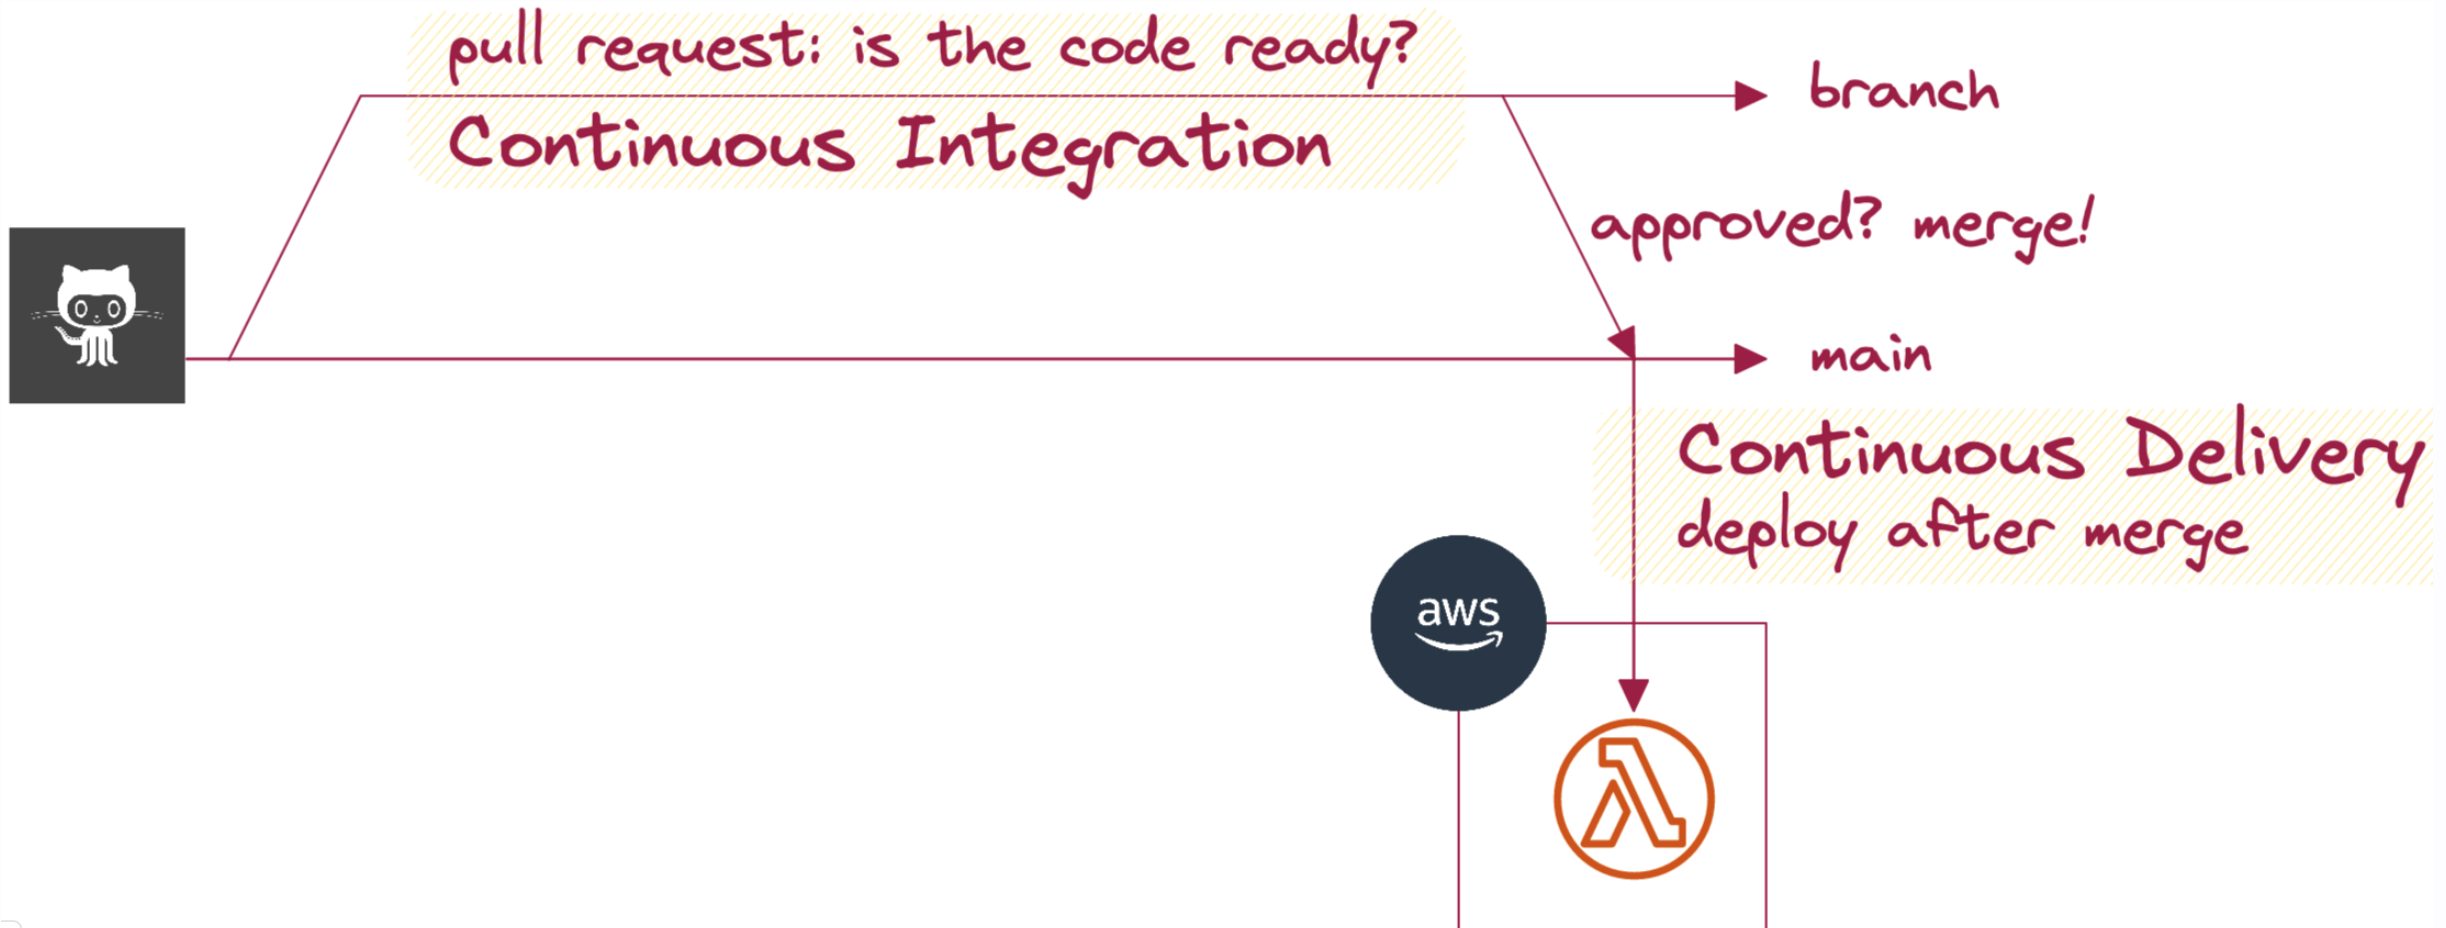 pull request: is the code ready?
branch
Continuous Integration
approved? merge!
main
Continuous Delivery
deploy after merge
aws